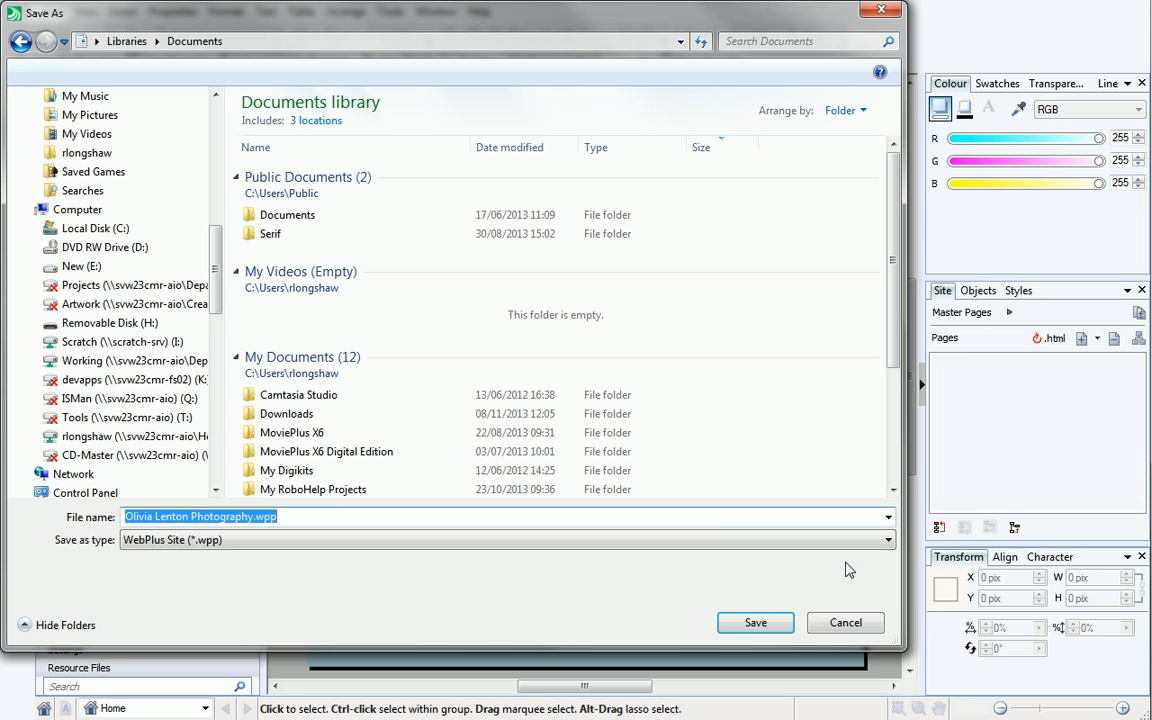 Save As
Libraries Documents
Search Documents
My Music
My Pictures
My Videos
rlongshaw
Saved Games
Searches
Computer
Local Disk (C:)
DVD RW Drive (D:)
New (E:)
Projects (\\svw23cmr-aio\Depa
Artwork (\\svw23cmr-aio\Crea
Removable Disk (H:)
Scratch (\\scratch-srv) (I:)
Working (\\svw23cmr-aio\Dep
devapps (\\svw23cmr-fs02) (K:
ISMan (\\svw23cmr-aio) (Q:)
Tools (\\svw23cmr-aio) (T:)
rlongshaw (\\svw23cmr-aio\Ho
CD-Master (\\svw23cmr-aio) (\
Network
Control Panel
Documents library
Includes: 3 locations
Arrange by: Folder
Name Date modified Type Size
Public Documents (2)
C:\Users\Public
Documents 17/06/2013 11:09 File folder
Serif 30/08/2013 15:02 File folder
My Videos (Empty)
C:\Users\rlongshaw
This folder is empty.
My Documents (12)
C:\Users\rlongshaw
Camtasia Studio 13/06/2012 16:38 File folder
Downloads 08/11/2013 12:05 File folder
MoviePlus X6 22/08/2013 09:31 File folder
MoviePlus X6 Digital Edition 03/07/2013 10:01 File folder
My Digikits 12/06/2012 14:25 File folder
My RoboHelp Projects 23/10/2013 09:36 File folder
File name: Olivia Lenton Photography.wpp
Save as type: WebPlus Site (*.wpp)
Hide Folders
Save Cancel
Colour Swatches Transpare... Line
A RGB
R 255
G 255
B 255
Site Objects Styles
Master Pages
Pages .html
Transform Align Character
X 0 pix W 0 pix
Y 0 pix H 0 pix
% 0% % 0%
0°
Resource Files
Search
A Home Click to select. Ctrl-click select within group. Drag marquee select. Alt-Drag lasso select.